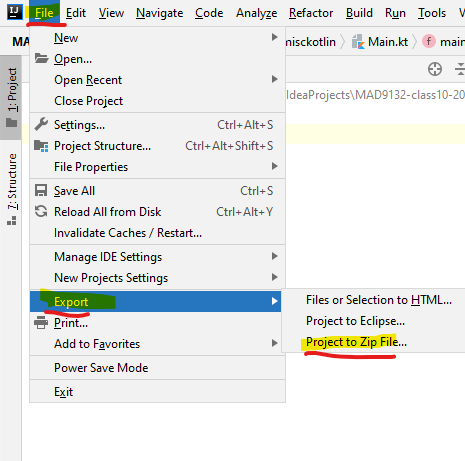 IJ File Edit View Navigate Code Analyze Refactor Build Run Tools
MA misckotlin Main.kt main
1: Project
7: Structure
IdeaProjects\MAD9132-class10-20
New
Open...
Open Recent
Close Project
Settings... Ctrl+Alt+S
Project Structure... Ctrl+Alt+Shift+S
File Properties
Save All Ctrl+S
Reload All from Disk Ctrl+Alt+Y
Invalidate Caches / Restart...
Manage IDE Settings
New Projects Settings
Export
Print...
Add to Favorites
Power Save Mode
Exit
Files or Selection to HTML...
Project to Eclipse...
Project to Zip File...